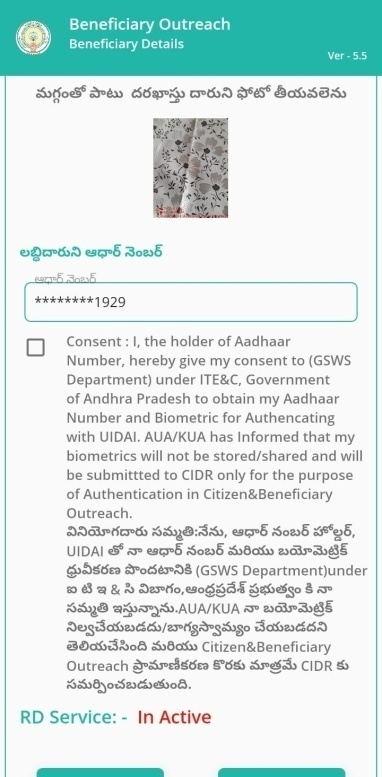 Beneficiary Outreach
Beneficiary Details
Ver - 5.5
మగ్గంతో పాటు దరఖాస్తు దారుని ఫోటో తీయవలెను
లబ్ధిదారుని ఆధార్ నెంబర్
ఆధార్ నెంబర్
********1929
Consent : I, the holder of Aadhaar
Number, hereby give my consent to (GSWS
Department) under ITE&C, Government
of Andhra Pradesh to obtain my Aadhaar
Number and Biometric for Authencating
with UIDAI. AUA/KUA has Informed that my
biometrics will not be stored/shared and will
be submittted to CIDR only for the purpose
of Authentication in Citizen&Beneficiary
Outreach.
వినియోగదారు సమ్మతి:నేను, ఆధార్ నంబర్ హోల్డర్,
UIDAI తో నా ఆధార్ నంబర్ మరియు బయోమెట్రిక్
ధ్రువీకరణ పొందటానికి (GSWS Department)under
ఐ టి ఇ & సి విబాగం,ఆంధ్రప్రదేశ్ ప్రభుత్వం కి నా
సమ్మతి ఇస్తున్నాను.AUA/KUA నా బయోమెట్రిక్
నిల్వచేయబడదు/బాగ్యస్వామ్యం చేయబడదని
తెలియచేసింది మరియు Citizen&Beneficiary
Outreach ప్రామాణీకరణ కొరకు మాత్రమే CIDR కు
సమర్పించబడుతుంది.
RD Service: - In Active